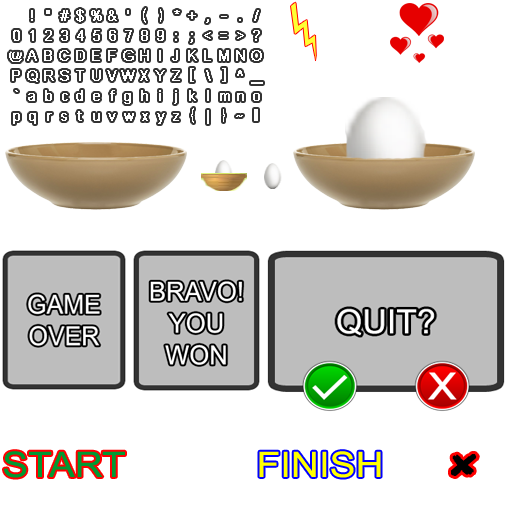 ! " # $ % & ' ( ) * + , - . /
0 1 2 3 4 5 6 7 8 9 : ; < = > ?
@ A B C D E F G H I J K L M N O
P Q R S T U V W X Y Z [ \ ] ^ _
` a b c d e f g h i j k l m n o
p q r s t u v w x y z { | } ~
GAME
OVER
BRAVO!
YOU
WON
QUIT?
START
FINISH